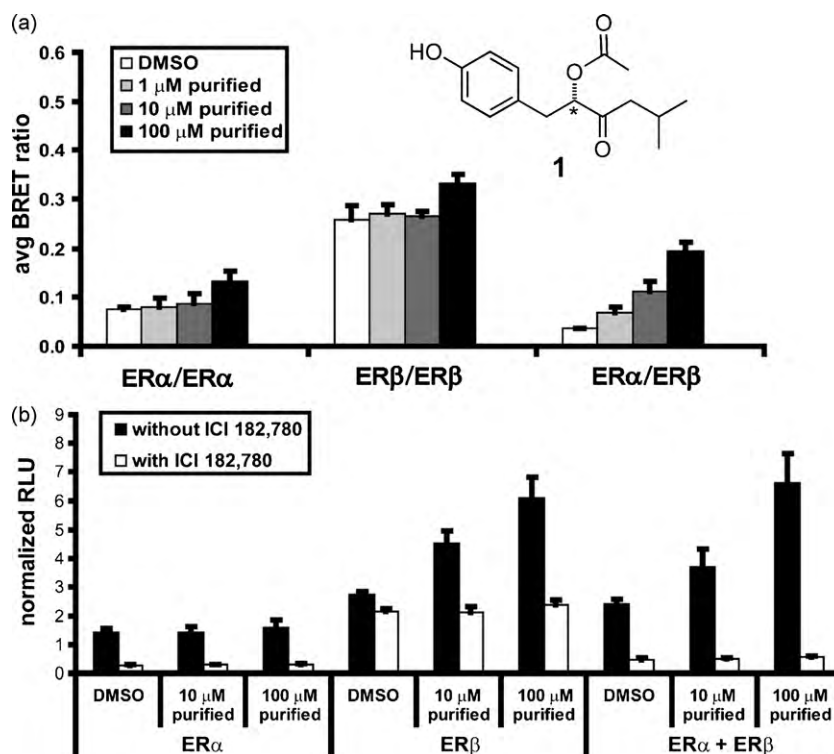 (a)
0.6
0.5
0.4
0.3
0.2
0.1
0.0
avg BRET ratio
DMSO
1 μM purified
10 μM purified
100 μM purified
HO
O
O
*
O
1
ERα/ERα
ERβ/ERβ
ERα/ERβ
(b)
9
8
7
6
5
4
3
2
1
0
normalized RLU
without ICI 182,780
with ICI 182,780
DMSO
10 μM purified
100 μM purified
DMSO
10 μM purified
100 μM purified
DMSO
10 μM purified
100 μM purified
ERα
ERβ
ERα + ERβ